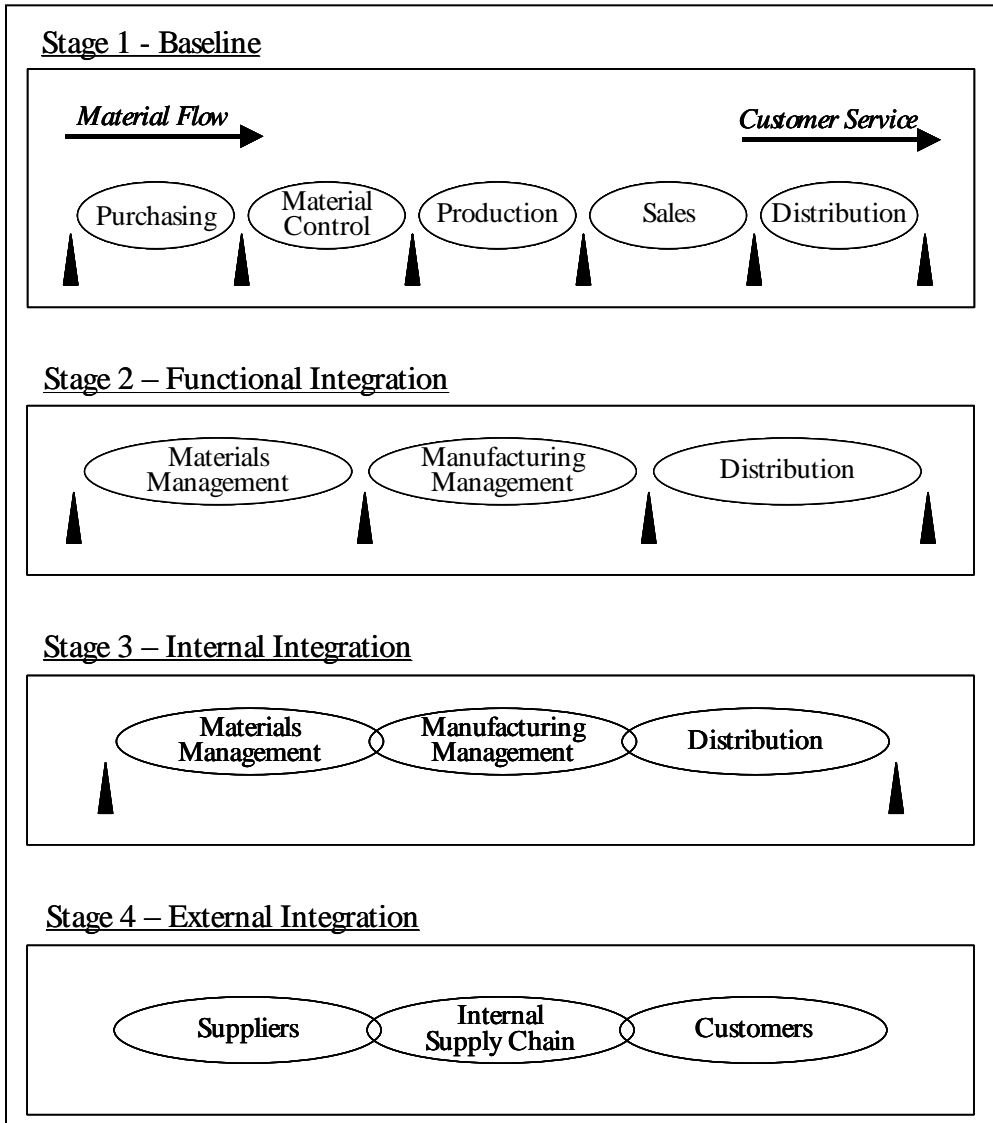 Stage 1 - Baseline
Material Flow
Customer Service
Purchasing
Material
Control
Production
Sales
Distribution
Stage 2 – Functional Integration
Materials
Management
Manufacturing
Management
Distribution
Stage 3 – Internal Integration
Materials
Management
Manufacturing
Management
Distribution
Stage 4 – External Integration
Suppliers
Internal
Supply Chain
Customers